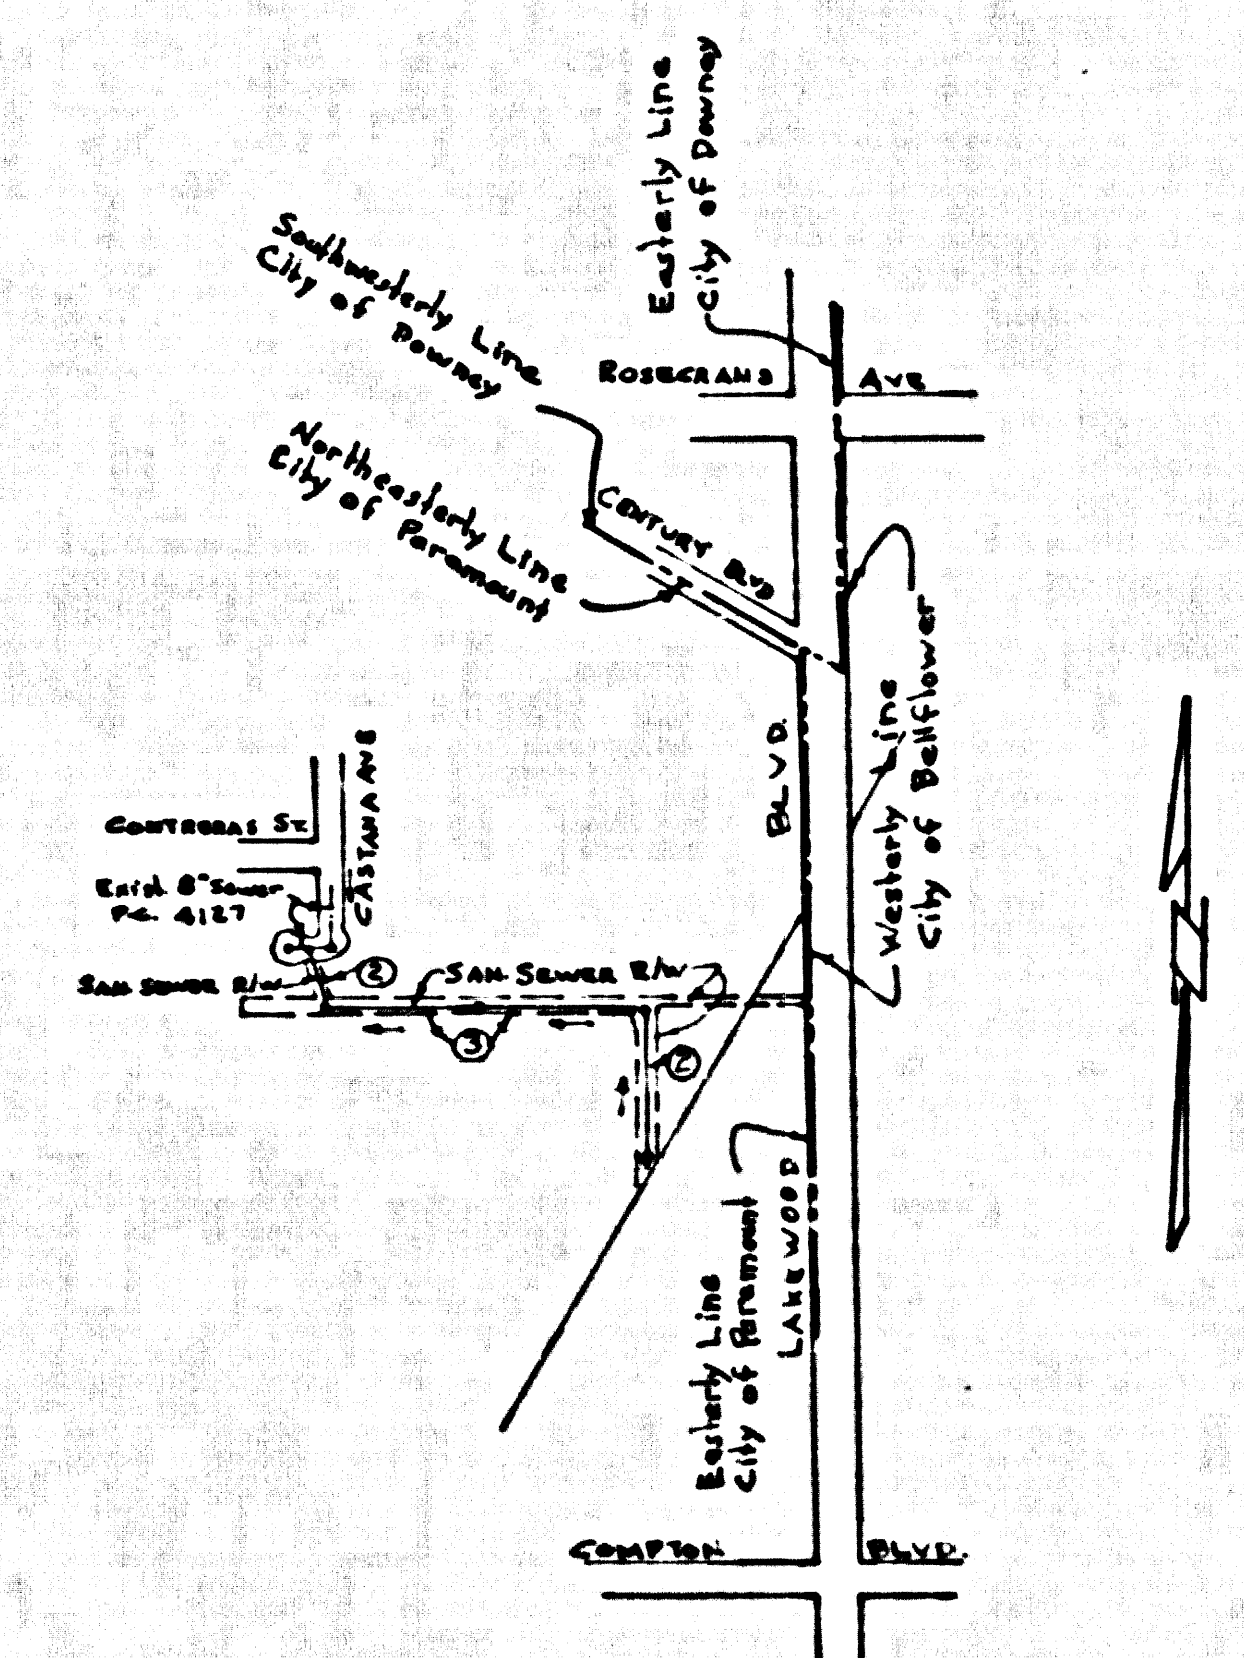 Easterly Line
City of Downey
Southwesterly Line
City of Downey
ROSECRANS AVE
Northeasterly Line
City of Paramount
CENTURY BLVD
Westerly Line
City of Bellflower
BLVD.
CASTANA AVE
CONTRERAS ST.
Exist. 8" Sewer
P.C. 4127
SAN. SEWER R/W
2
SAN. SEWER R/W
3
2
LAKEWOOD
Easterly Line
City of Paramount
COMPTON BLVD.